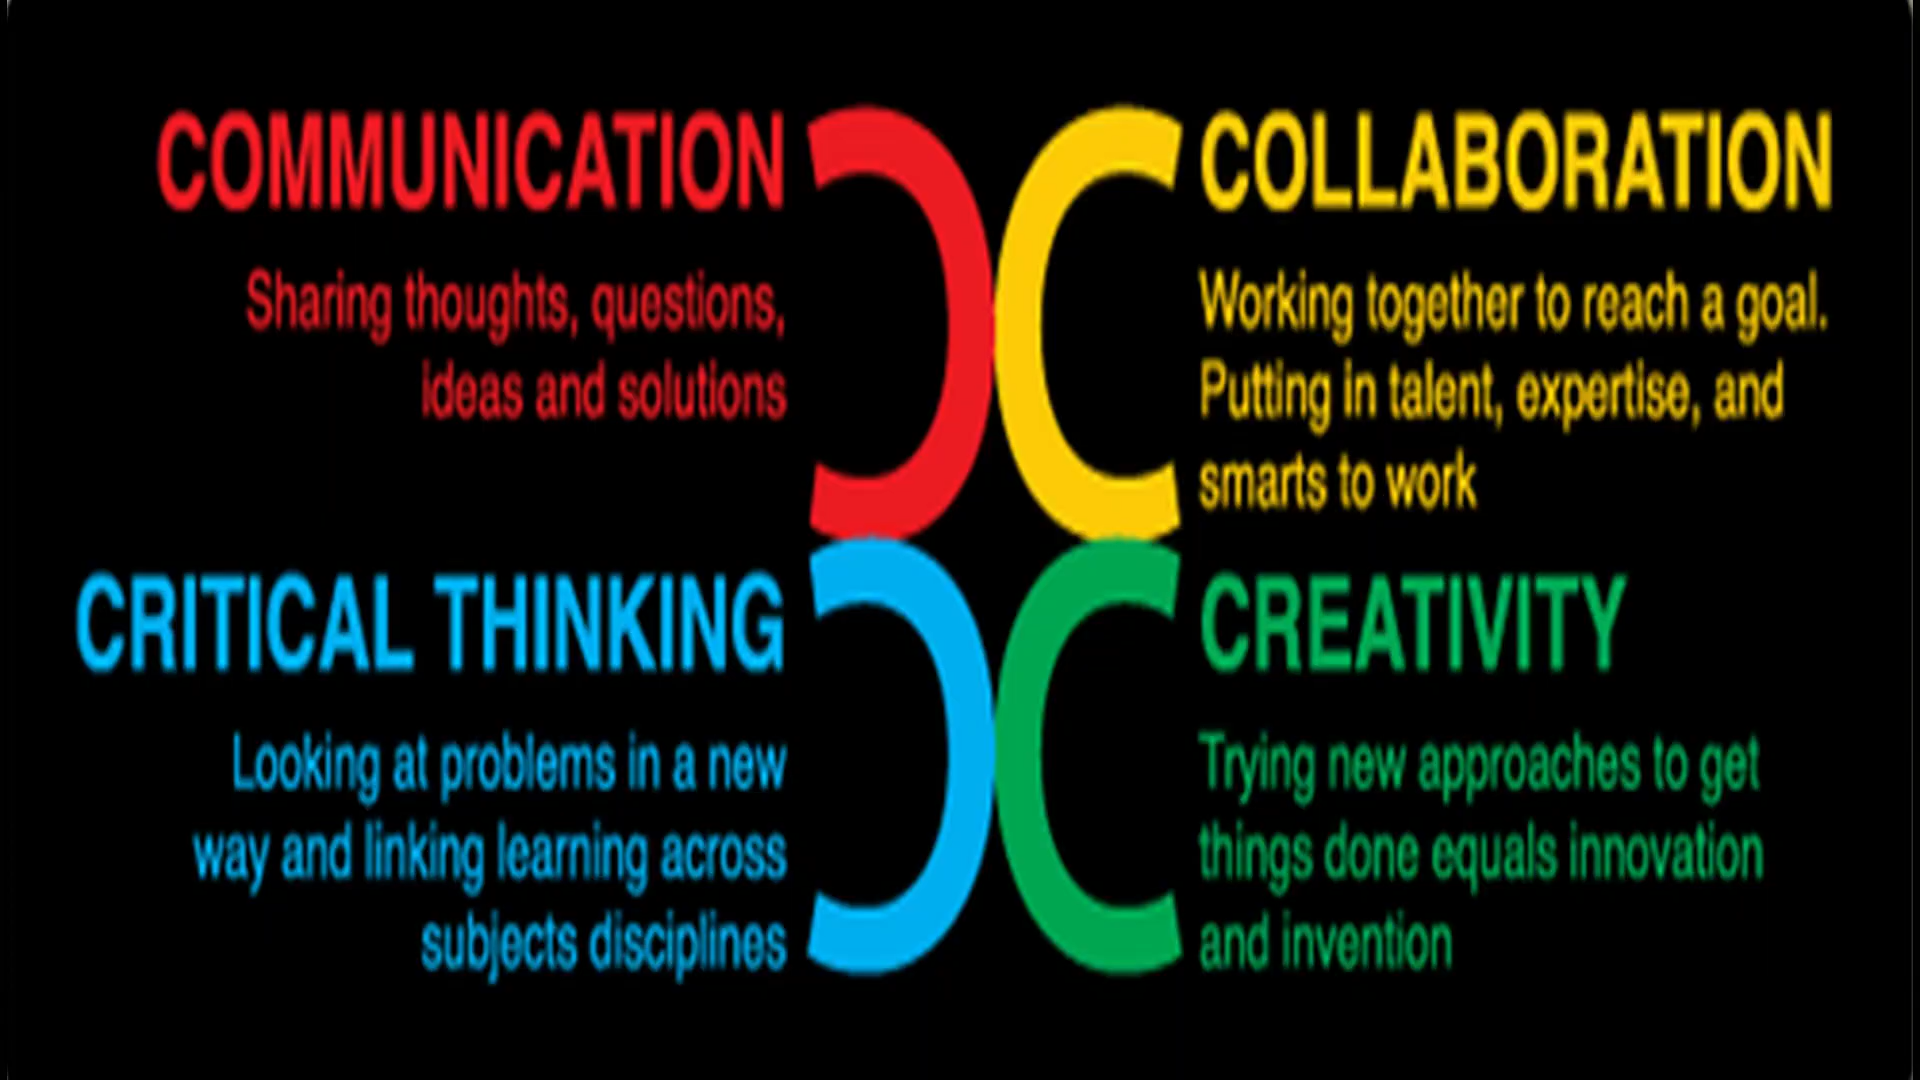 COMMUNICATION
Sharing thoughts, questions,
ideas and solutions
COLLABORATION
Working together to reach a goal.
Putting in talent, expertise, and
smarts to work
CRITICAL THINKING
Looking at problems in a new
way and linking learning across
subjects disciplines
CREATIVITY
Trying new approaches to get
things done equals innovation
and invention